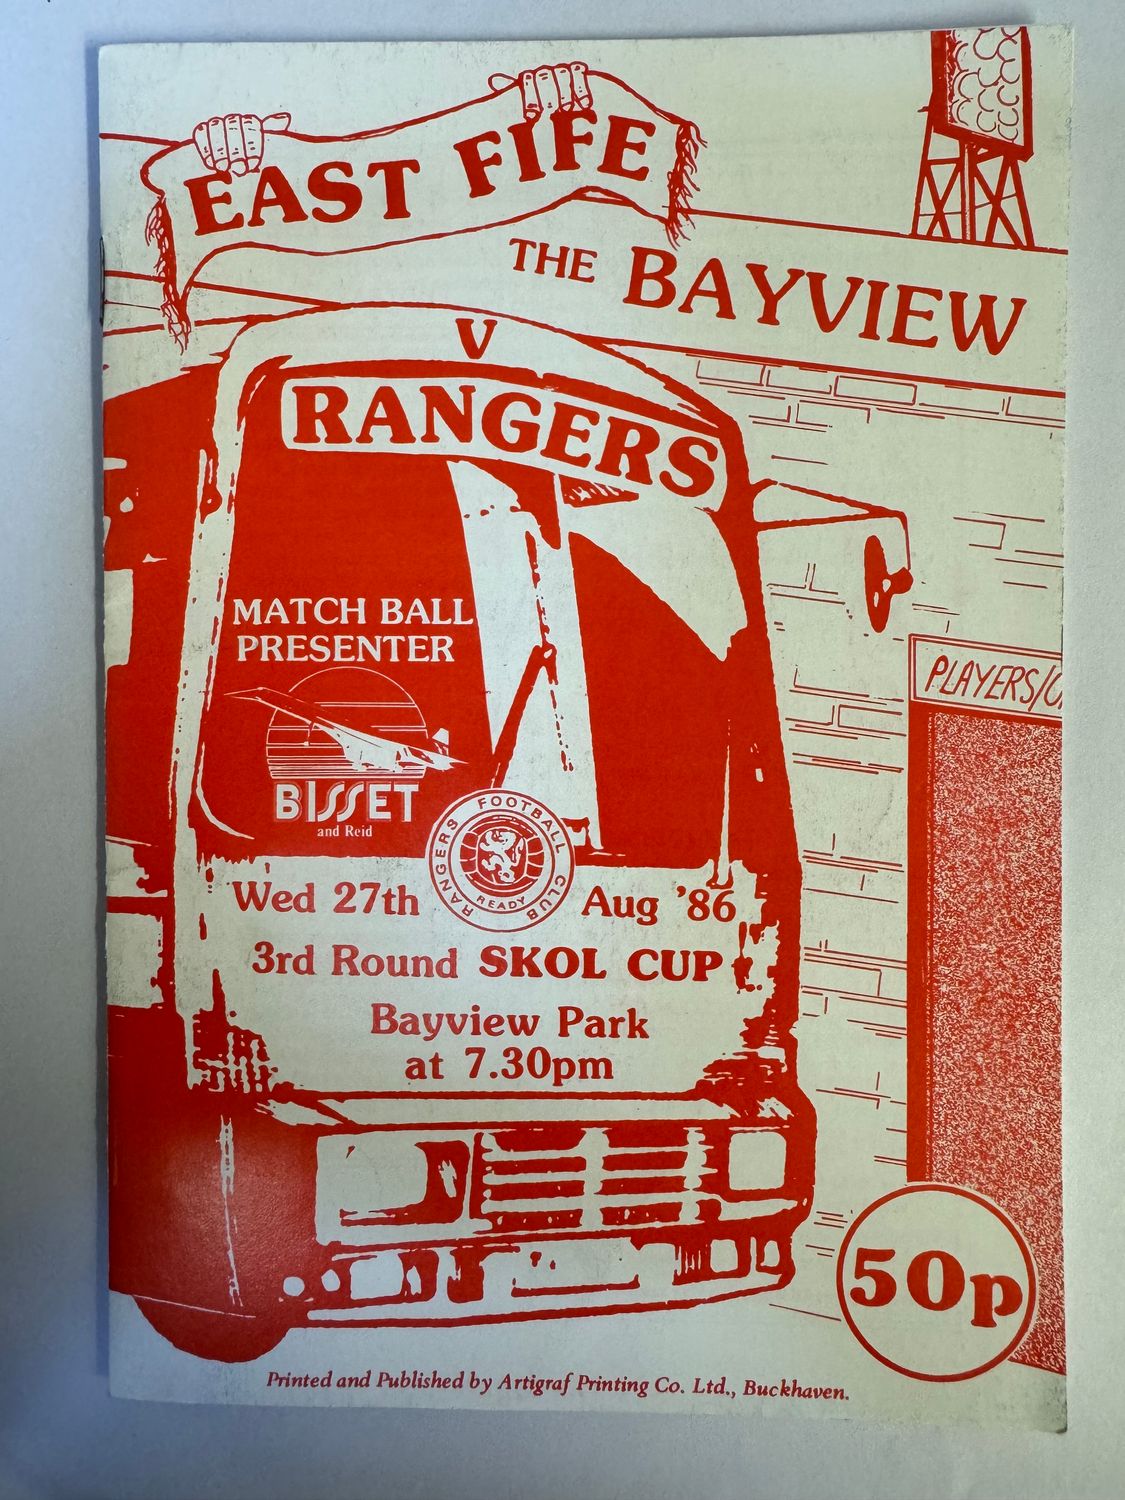 EAST FIFE
THE BAYVIEW
V
RANGERS
MATCH BALL
PRESENTER
BISSET
and Reid
RANGERS FOOTBALL CLUB
READY
PLAYERS/O
Wed 27th Aug '86
3rd Round SKOL CUP
Bayview Park
at 7.30pm
50p
Printed and Published by Artigraf Printing Co. Ltd., Buckhaven.